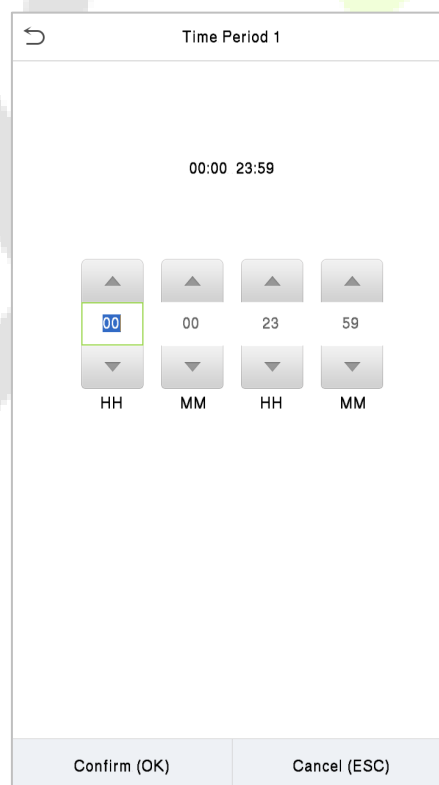 Time Period 1
00:00 23:59
00 00 23 59
HH MM HH MM
Confirm (OK) Cancel (ESC)